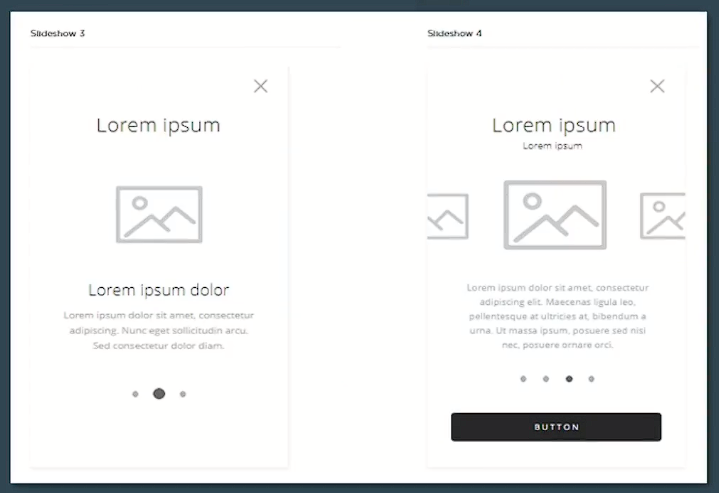 Slideshow 3
Lorem ipsum
Lorem ipsum dolor
Lorem ipsum dolor sit amet, consectetur
adipiscing. Nunc eget sollicitudin arcu.
Sed consectetur dolor diam.
Slideshow 4
Lorem ipsum
Lorem ipsum
Lorem ipsum dolor sit amet, consectetur
adipiscing elit. Maecenas ligula leo,
pellentesque at ultricies at, bibendum a
urna. Ut massa ipsum, posuere sed nisi
nec, posuere ornare orci.
BUTTON